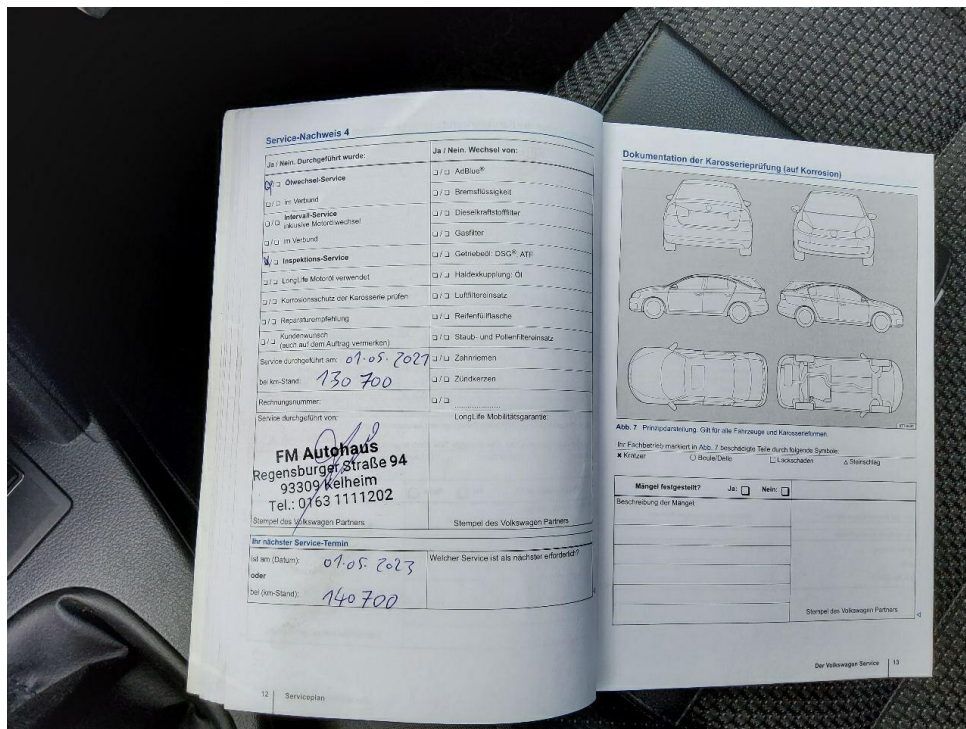 Service-Nachweis 4
Ja / Nein. Durchgeführt wurde:
Ölwechsel-Service
im Verbund
Intervall-Service
inklusive Motorölwechsel
im Verbund
Inspektions-Service
LongLife Motoröl verwendet
Korrosionsschutz der Karosserie prüfen
Reparaturempfehlung
Kundenwunsch
(auch auf dem Auftrag vermerken)
Service durchgeführt am: 01.05.2021
bei km-Stand: 130 700
Rechnungsnummer:
Service durchgeführt von:
FM Autohaus
Regensburger Straße 94
93309 Kelheim
Tel.: 0163 1111202
Stempel des Volkswagen Partners
Ja / Nein. Wechsel von:
AdBlue®
Bremsflüssigkeit
Dieselkraftstofffilter
Gasfilter
Getriebeöl: DSG®, ATF
Haldexkupplung: Öl
Luftfiltereinsatz
Reifenfüllflasche
Staub- und Pollenfiltereinsatz
Zahnriemen
Zündkerzen
LongLife Mobilitätsgarantie:
Stempel des Volkswagen Partners
Ihr nächster Service-Termin
ist am (Datum): 01.05.2023
oder
bei (km-Stand): 140 700
Welcher Service ist als nächster erforderlich?
12 Serviceplan
Dokumentation der Karosserieprüfung (auf Korrosion)
Abb. 7 Prinzipdarstellung: Gilt für alle Fahrzeuge und Karosserieformen
Ihr Fachbetrieb markiert in Abb. 7 beschädigte Teile durch folgende Symbole:
x Kratzer ○ Beule/Delle □ Lackschaden △ Steinschlag
Mängel festgestellt? Ja: Nein:
Beschreibung der Mängel
Stempel des Volkswagen Partners
Der Volkswagen Service 13